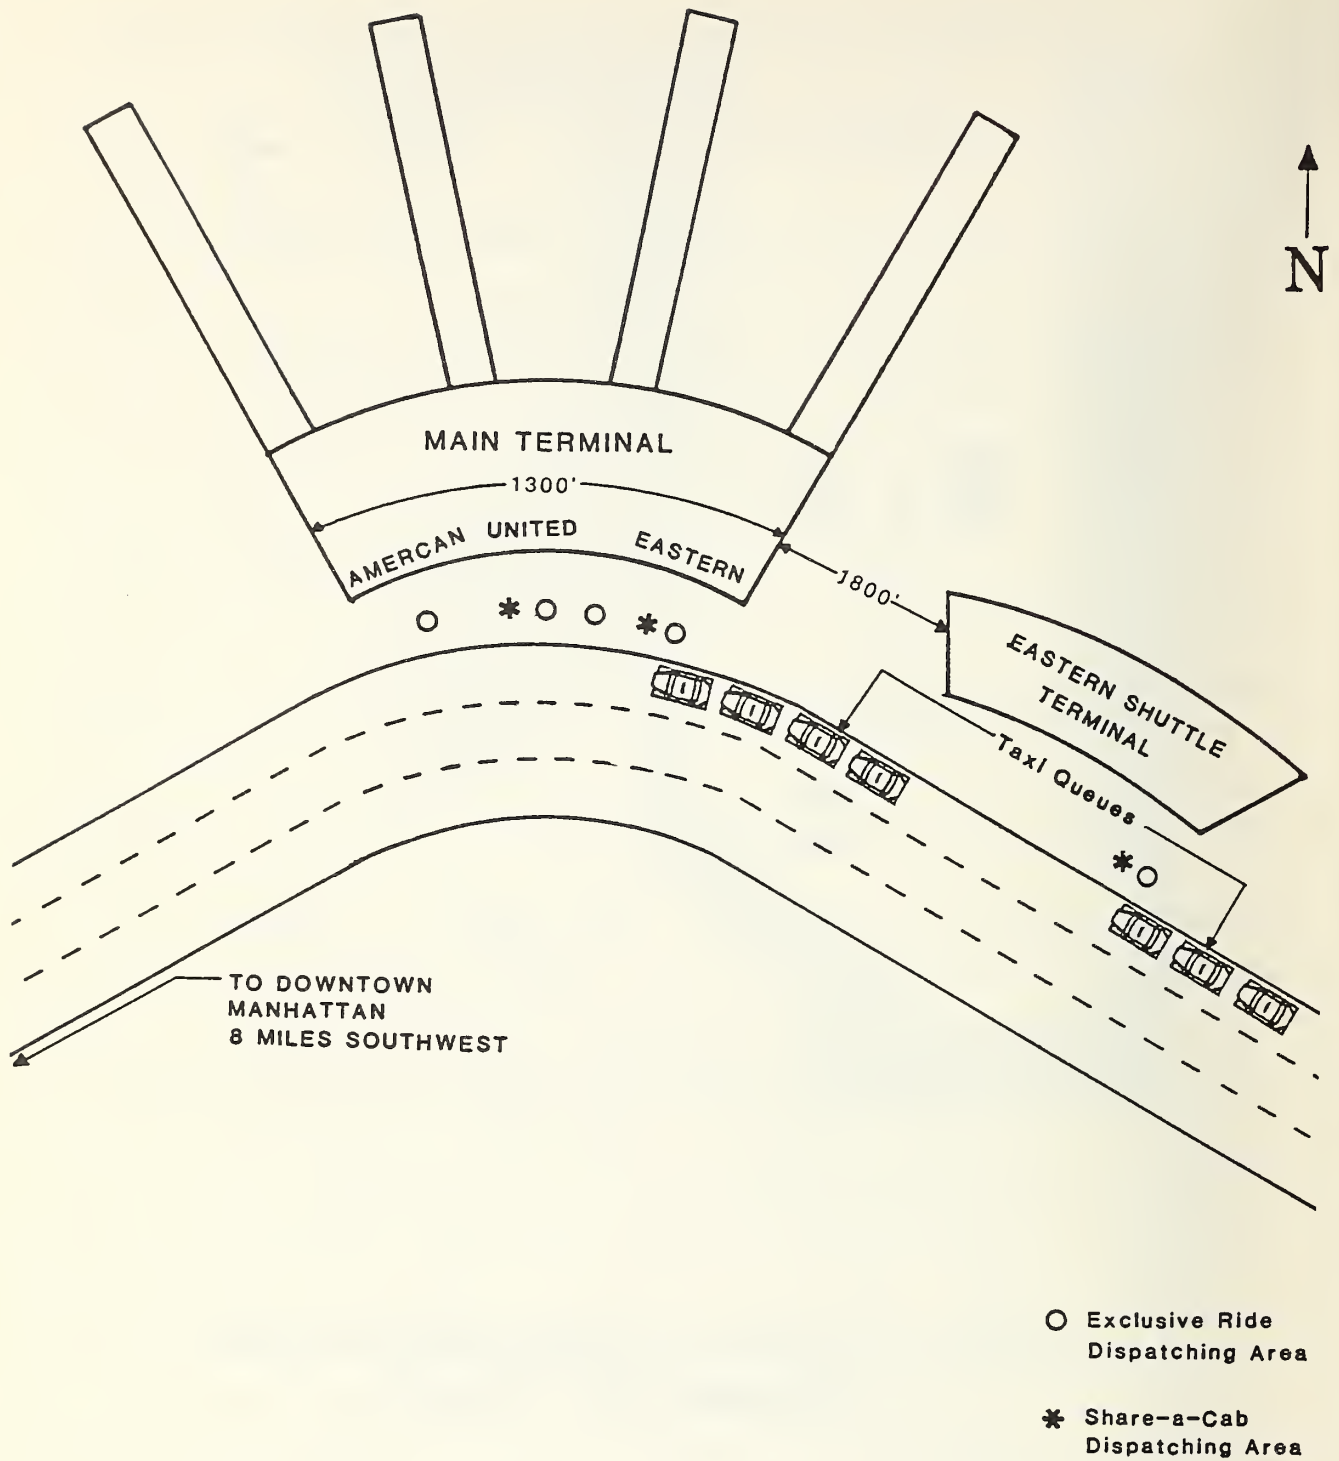 N
MAIN TERMINAL
1300'
AMERCAN UNITED EASTERN
1800'
EASTERN SHUTTLE
TERMINAL
Taxi Queues
TO DOWNTOWN
MANHATTAN
8 MILES SOUTHWEST
Exclusive Ride
Dispatching Area
Share-a-Cab
Dispatching Area